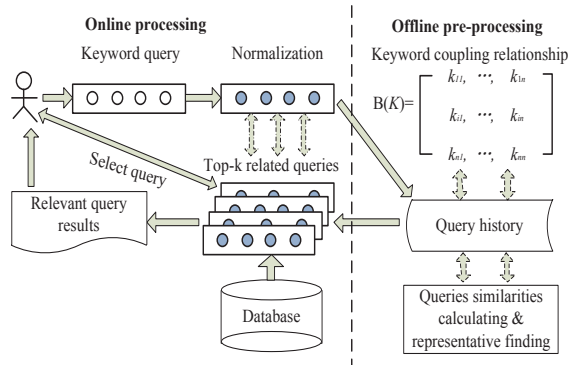 Online processing
Offline pre-processing
Keyword query
Normalization
Keyword coupling relationship
B(K)=
k11, ···, k1n
ki1, ···, kin
kn1, ···, knn
Select query
Top-k related queries
Relevant query
results
Query history
Database
Queries similarities
calculating &
representative finding